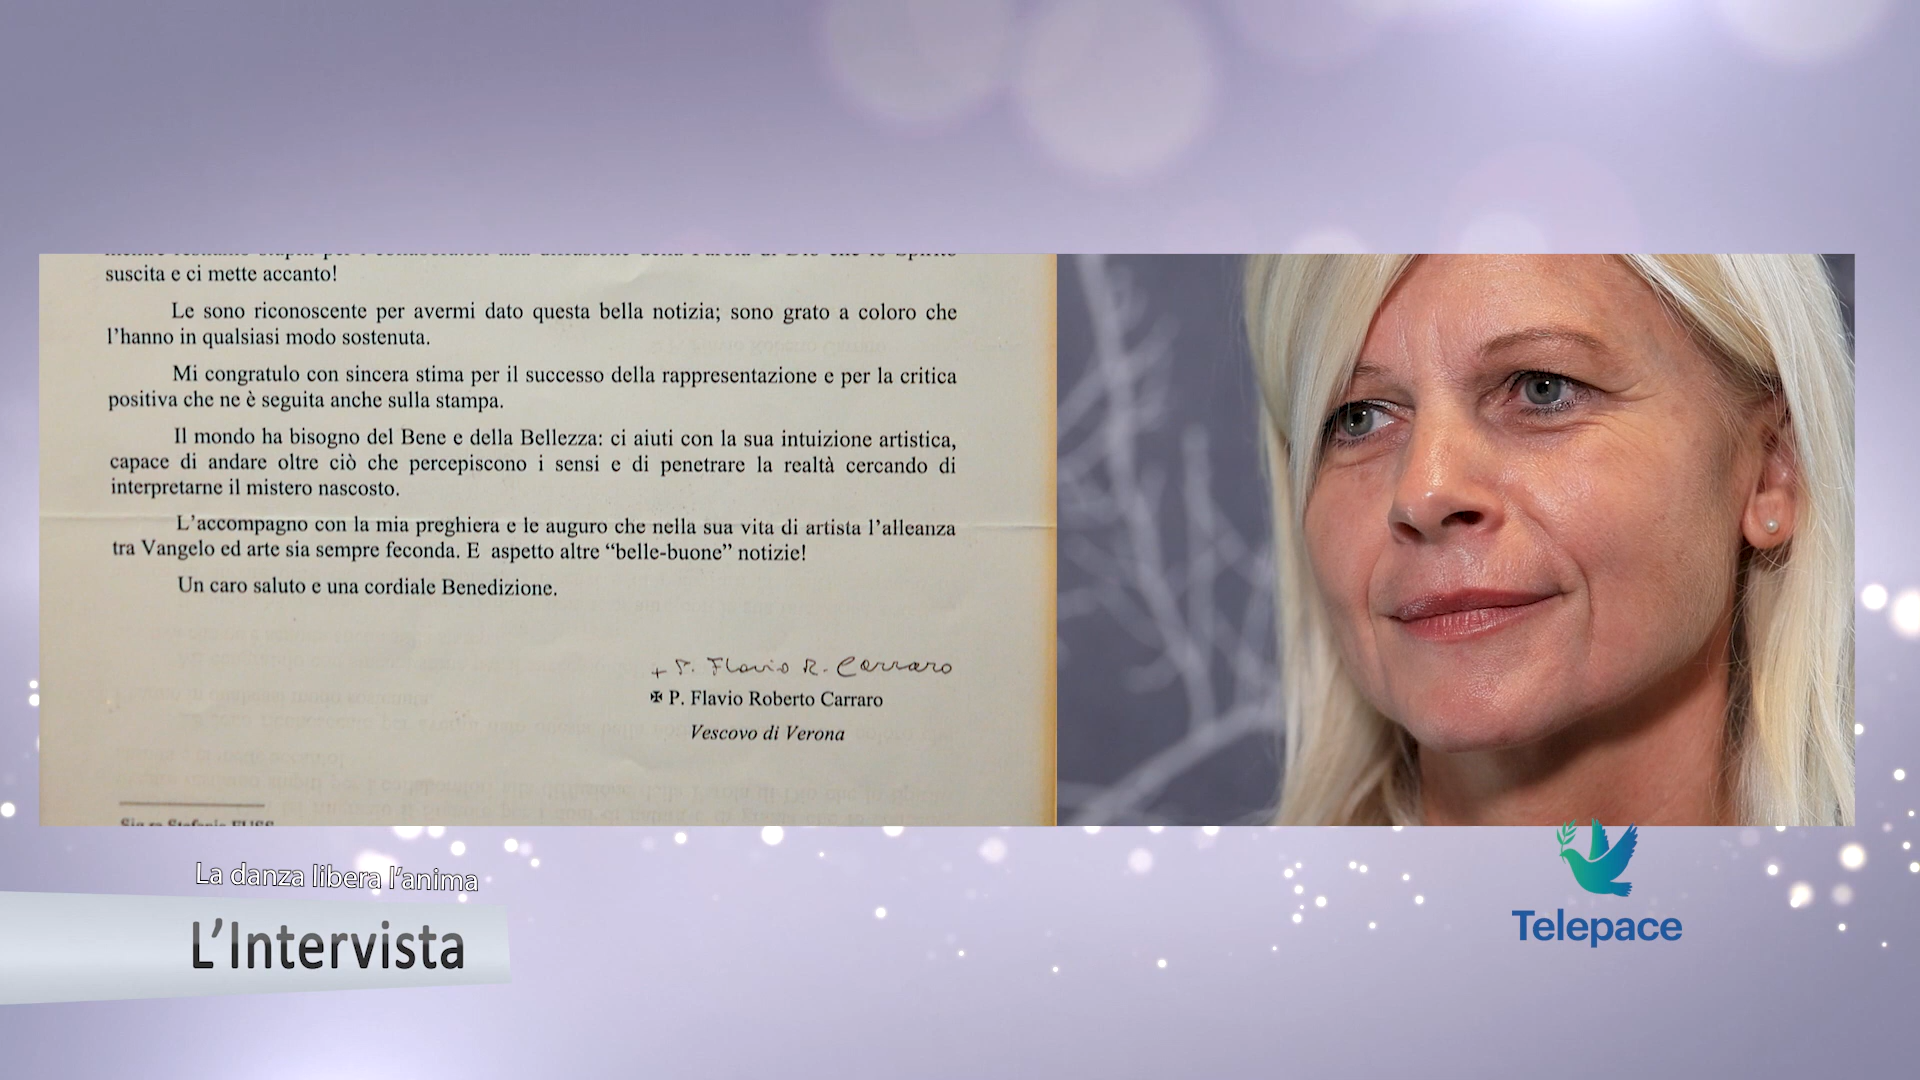 suscita e ci mette accanto!
Le sono riconoscente per avermi dato questa bella notizia; sono grato a coloro che
l'hanno in qualsiasi modo sostenuta.
Mi congratulo con sincera stima per il successo della rappresentazione e per la critica
positiva che ne è seguita anche sulla stampa.
Il mondo ha bisogno del Bene e della Bellezza: ci aiuti con la sua intuizione artistica,
capace di andare oltre ciò che percepiscono i sensi e di penetrare la realtà cercando di
interpretarne il mistero nascosto.
L'accompagno con la mia preghiera e le auguro che nella sua vita di artista l'alleanza
tra Vangelo ed arte sia sempre feconda. E aspetto altre “belle-buone” notizie!
Un caro saluto e una cordiale Benedizione.
+ P. Flavio R. Carraro
✠ P. Flavio Roberto Carraro
Vescovo di Verona
La danza libera l'anima
L'Intervista
Telepace